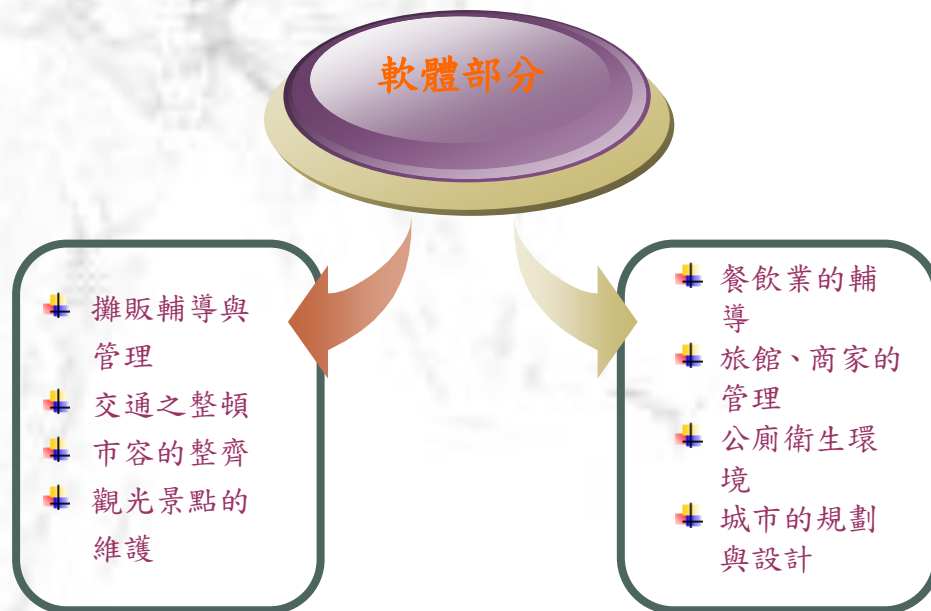 軟體部分
攤販輔導與
管理
交通之整頓
市容的整齊
觀光景點的
維護
餐飲業的輔
導
旅館、商家的
管理
公廁衛生環
境
城市的規劃
與設計